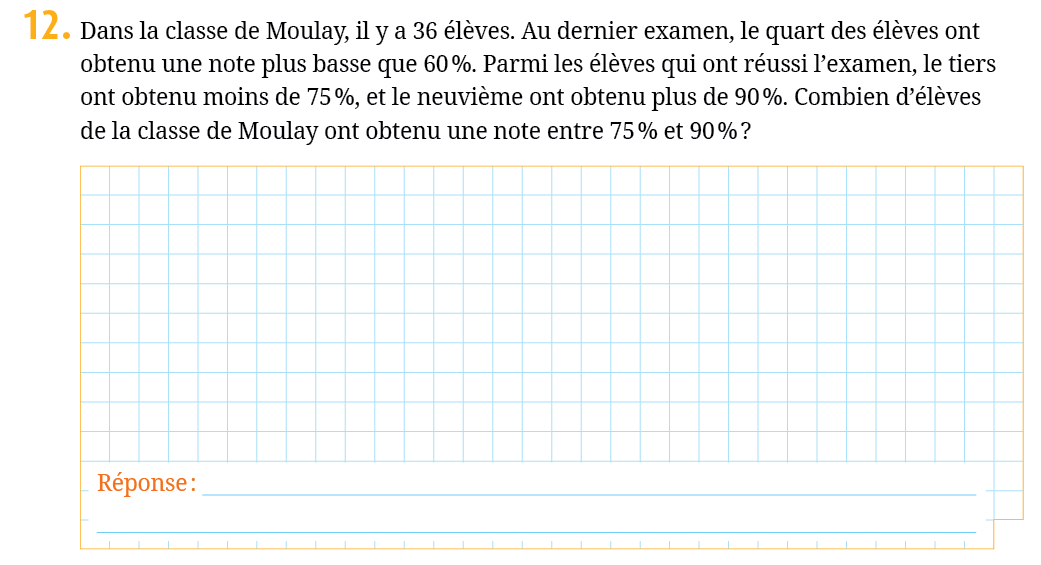 12. Dans la classe de Moulay, il y a 36 élèves. Au dernier examen, le quart des élèves ont
obtenu une note plus basse que 60 %. Parmi les élèves qui ont réussi l’examen, le tiers
ont obtenu moins de 75 %, et le neuvième ont obtenu plus de 90 %. Combien d’élèves
de la classe de Moulay ont obtenu une note entre 75 % et 90 % ?
Réponse :